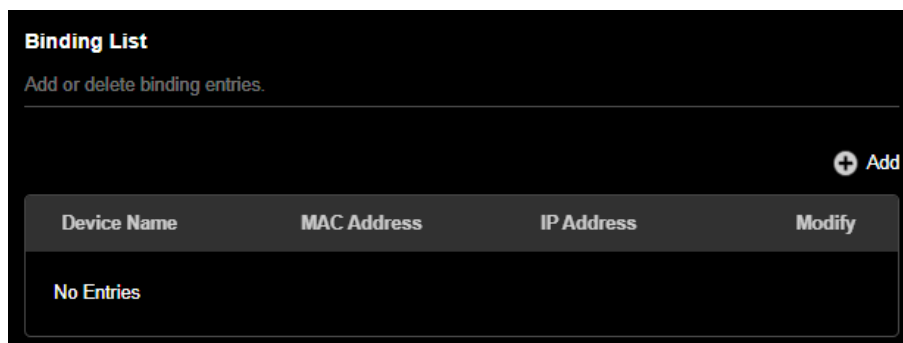 Binding List
Add or delete binding entries.
Add
Device Name MAC Address IP Address Modify
No Entries